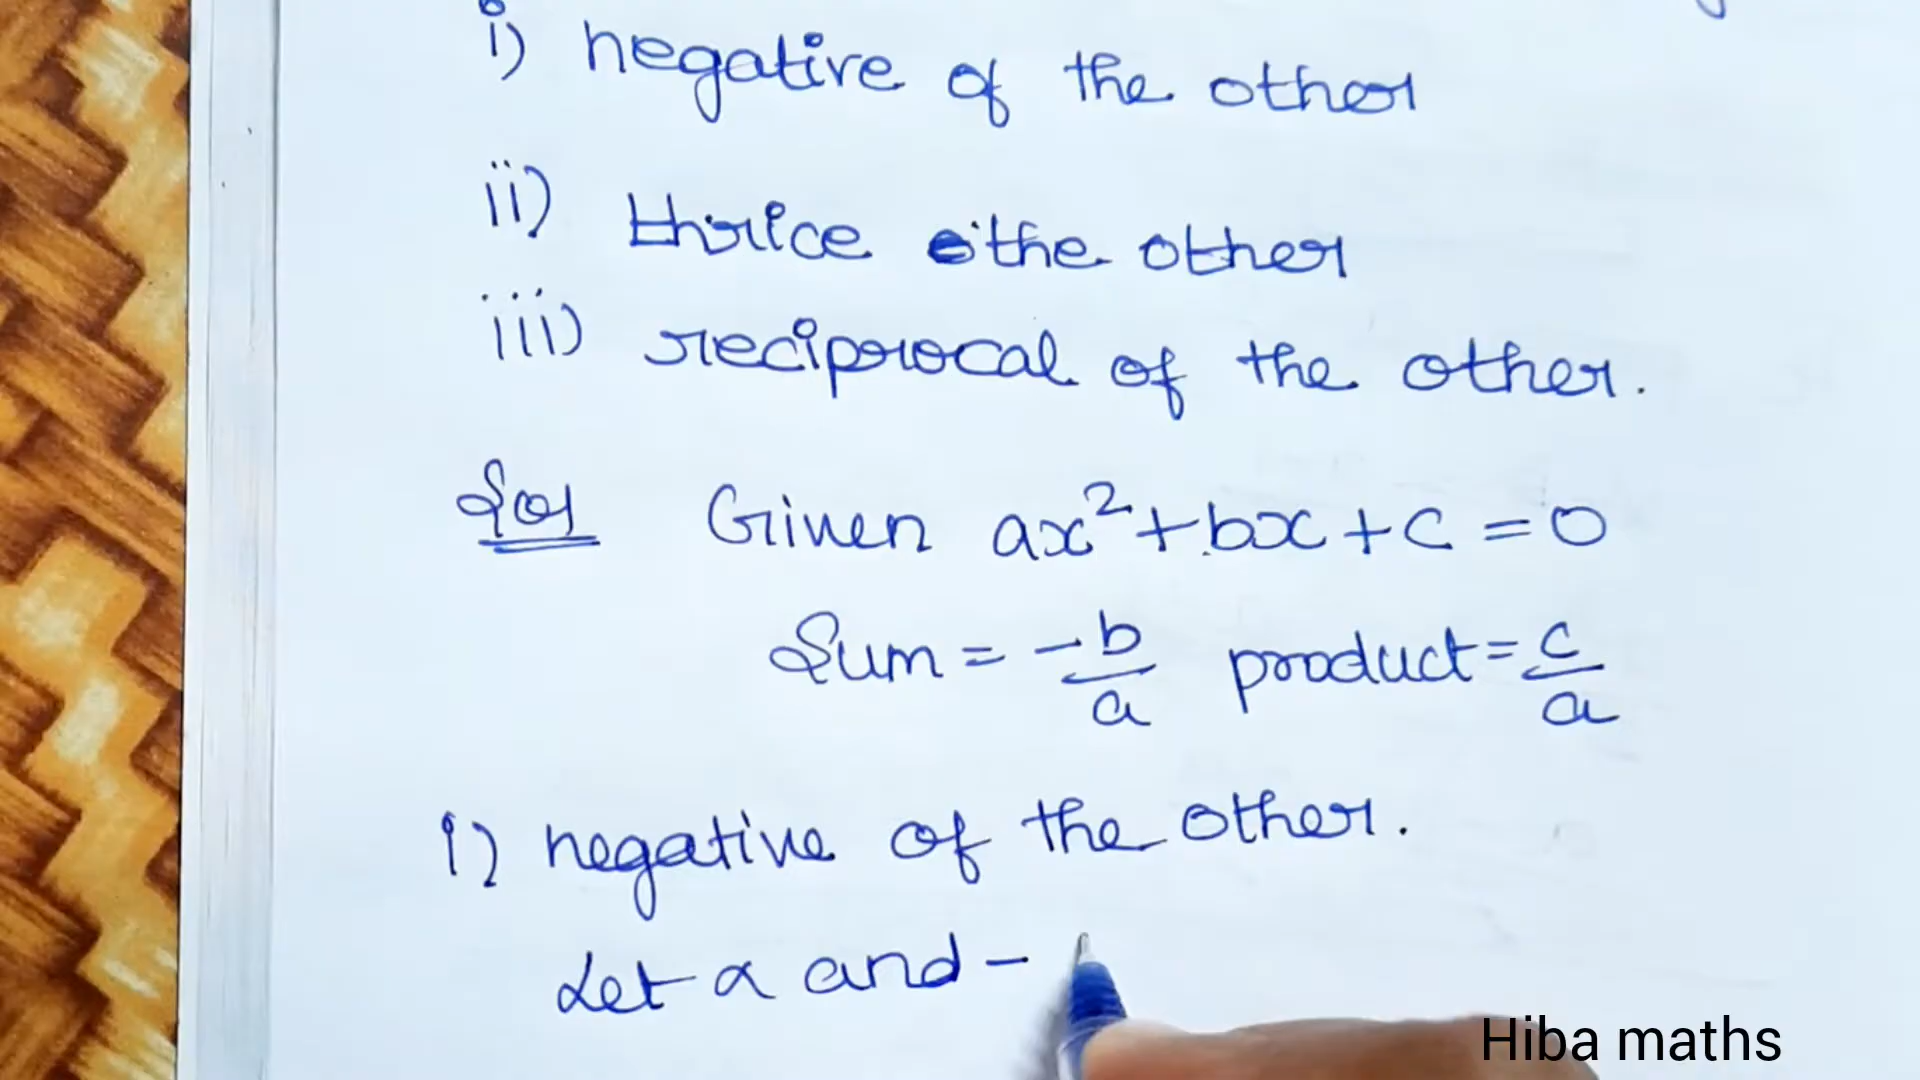 i) negative of the other
ii) thrice the other
iii) reciprocal of the other.
Sol Given ax²+bx+c=0
Sum = -b/a product = c/a
i) negative of the other.
Let α and -
Hiba maths